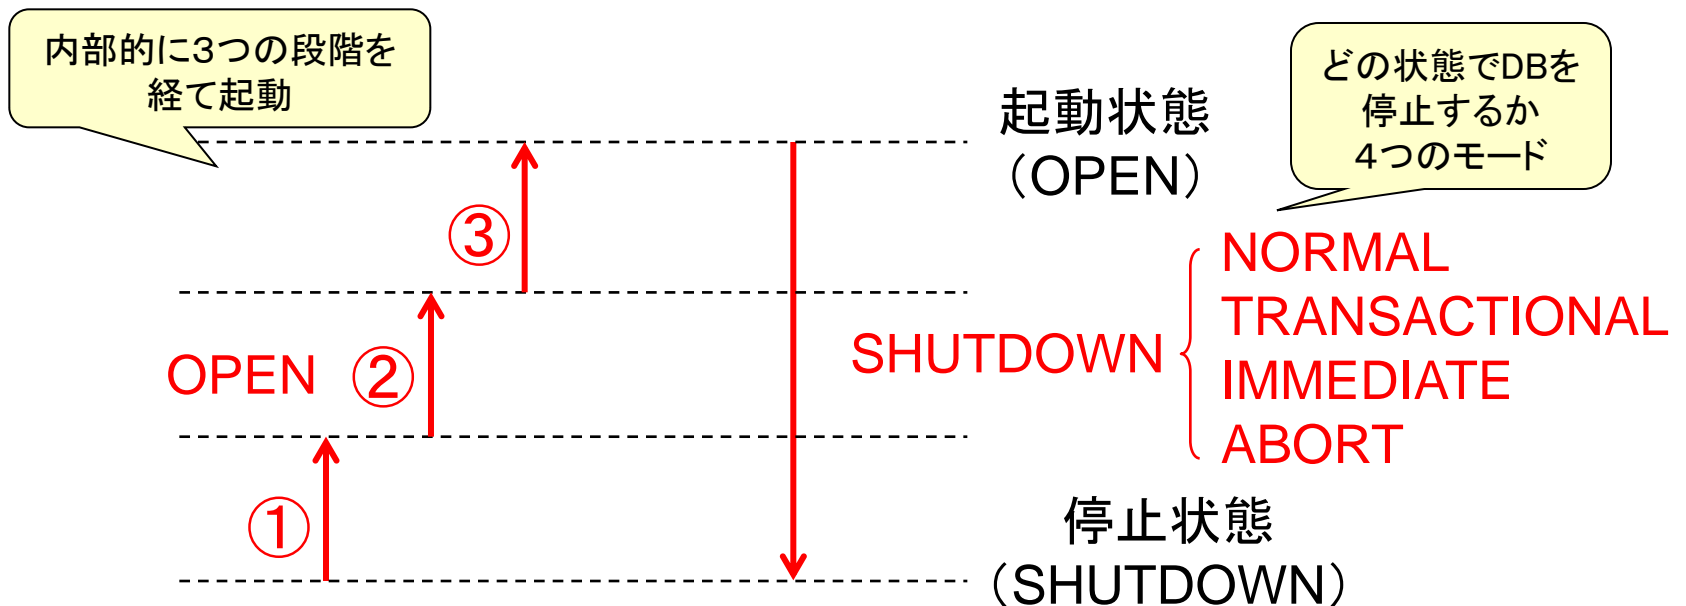 内部的に3つの段階を
経て起動
どの状態でDBを
停止するか
4つのモード
起動状態
（OPEN）
③
NORMAL
TRANSACTIONAL
OPEN
②
SHUTDOWN
IMMEDIATE
ABORT
①
停止状態
（SHUTDOWN）